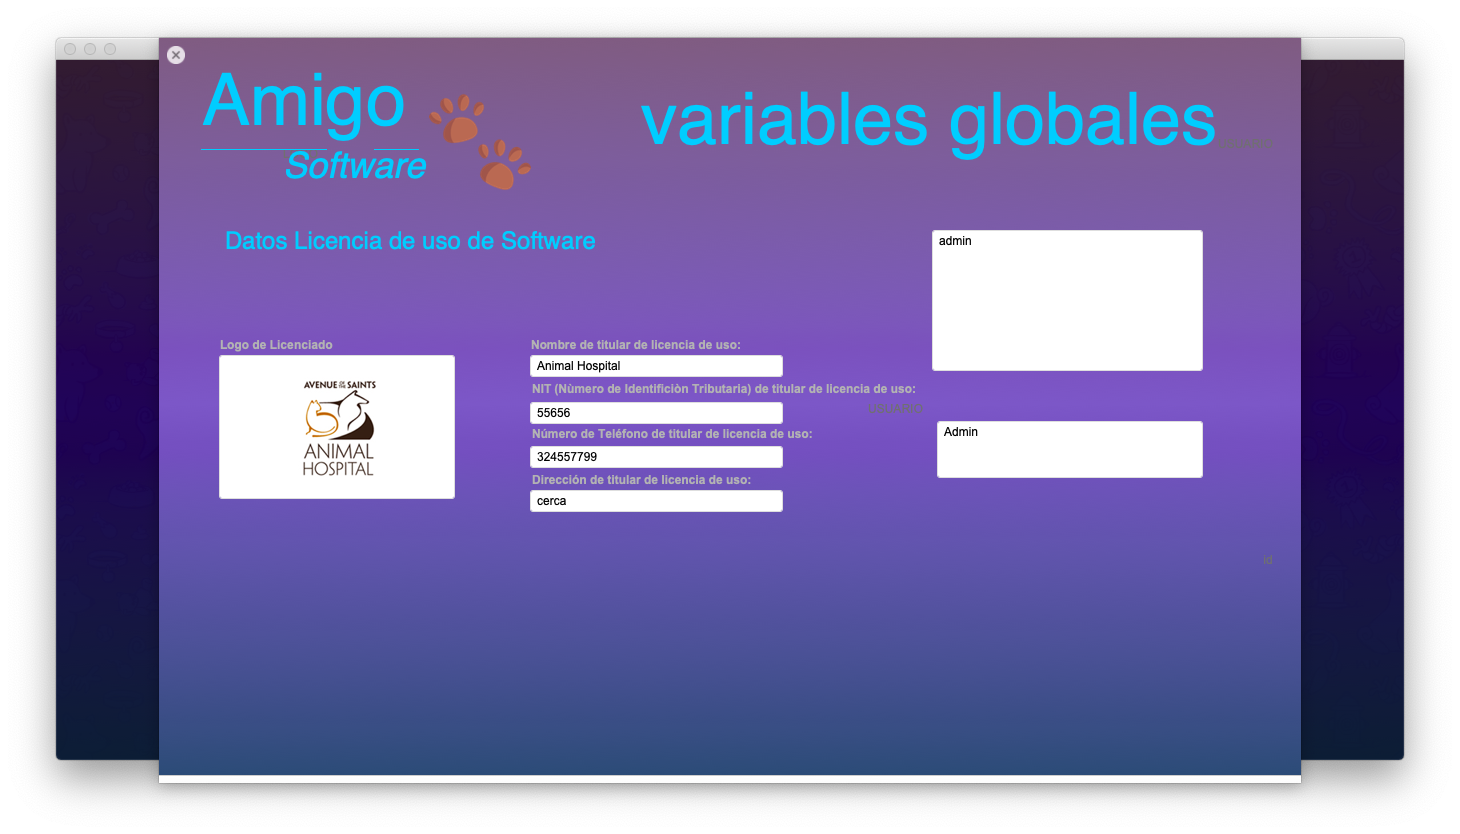 Amigo
Software
variables globales
Datos Licencia de uso de Software
admin
Logo de Licenciado
AVENUE OF THE SAINTS
ANIMAL
HOSPITAL
Nombre de titular de licencia de uso:
Animal Hospital
NIT (Nùmero de Identificiòn Tributaria) de titular de licencia de uso:
55656
USUARIO
Número de Teléfono de titular de licencia de uso:
324557799
Admin
Dirección de titular de licencia de uso:
cerca
id